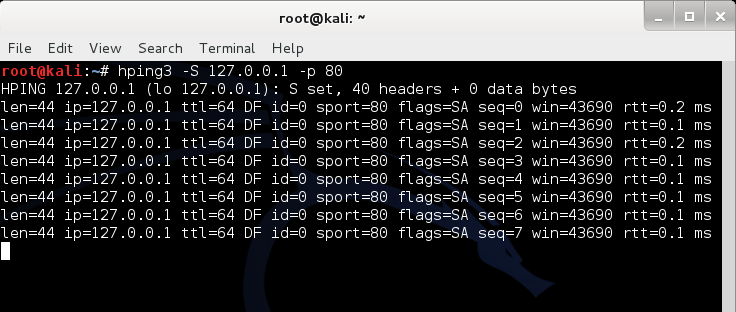 root@kali: ~
File Edit View Search Terminal Help
root@kali:~# hping3 -S 127.0.0.1 -p 80
HPING 127.0.0.1 (lo 127.0.0.1): S set, 40 headers + 0 data bytes
len=44 ip=127.0.0.1 ttl=64 DF id=0 sport=80 flags=SA seq=0 win=43690 rtt=0.2 ms
len=44 ip=127.0.0.1 ttl=64 DF id=0 sport=80 flags=SA seq=1 win=43690 rtt=0.1 ms
len=44 ip=127.0.0.1 ttl=64 DF id=0 sport=80 flags=SA seq=2 win=43690 rtt=0.2 ms
len=44 ip=127.0.0.1 ttl=64 DF id=0 sport=80 flags=SA seq=3 win=43690 rtt=0.1 ms
len=44 ip=127.0.0.1 ttl=64 DF id=0 sport=80 flags=SA seq=4 win=43690 rtt=0.1 ms
len=44 ip=127.0.0.1 ttl=64 DF id=0 sport=80 flags=SA seq=5 win=43690 rtt=0.1 ms
len=44 ip=127.0.0.1 ttl=64 DF id=0 sport=80 flags=SA seq=6 win=43690 rtt=0.1 ms
len=44 ip=127.0.0.1 ttl=64 DF id=0 sport=80 flags=SA seq=7 win=43690 rtt=0.1 ms